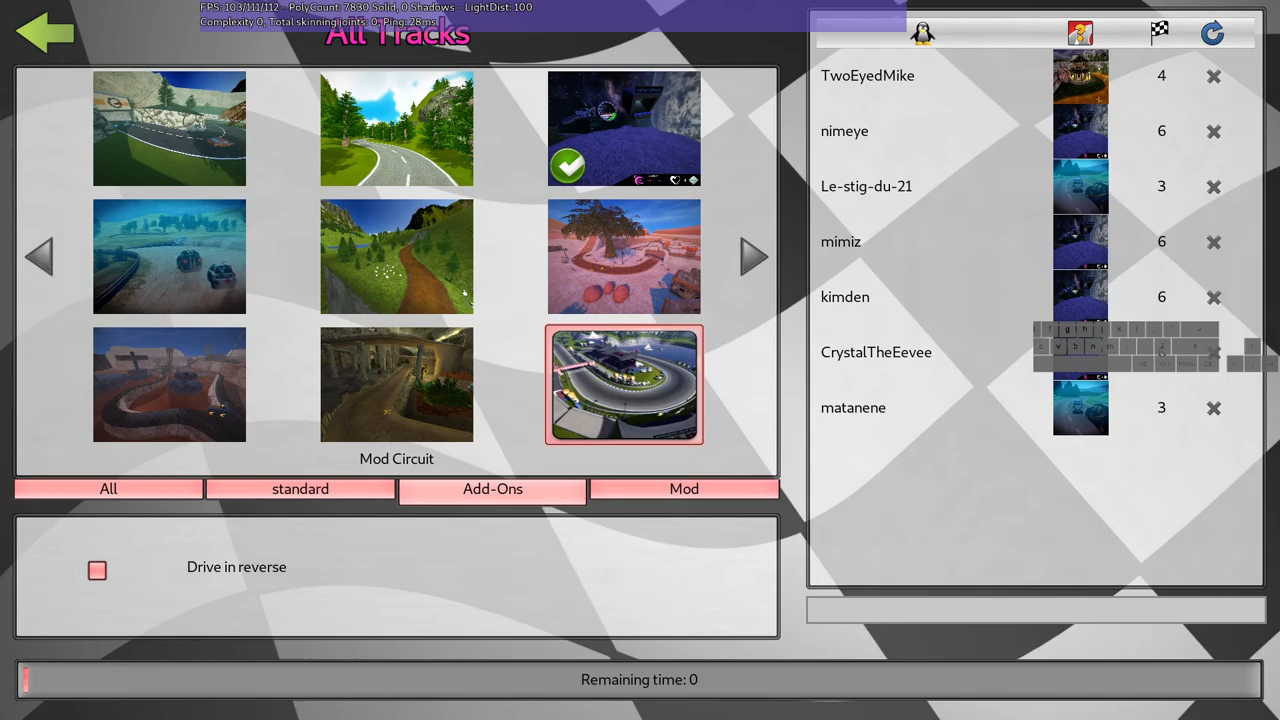 FPS: 103/111/112 - PolyCount: 7830 Solid, 0 Shadows - LightDist: 100
Complexity 0, Total skinning joints: 0, Ping: 28ms
All Tracks
TwoEyedMike 4
nimeye 6
Le-stig-du-21 3
mimiz 6
kimden 6
CrystalTheEevee
matanene 3
Mod Circuit
All standard Add-Ons Mod
Drive in reverse
Remaining time: 0